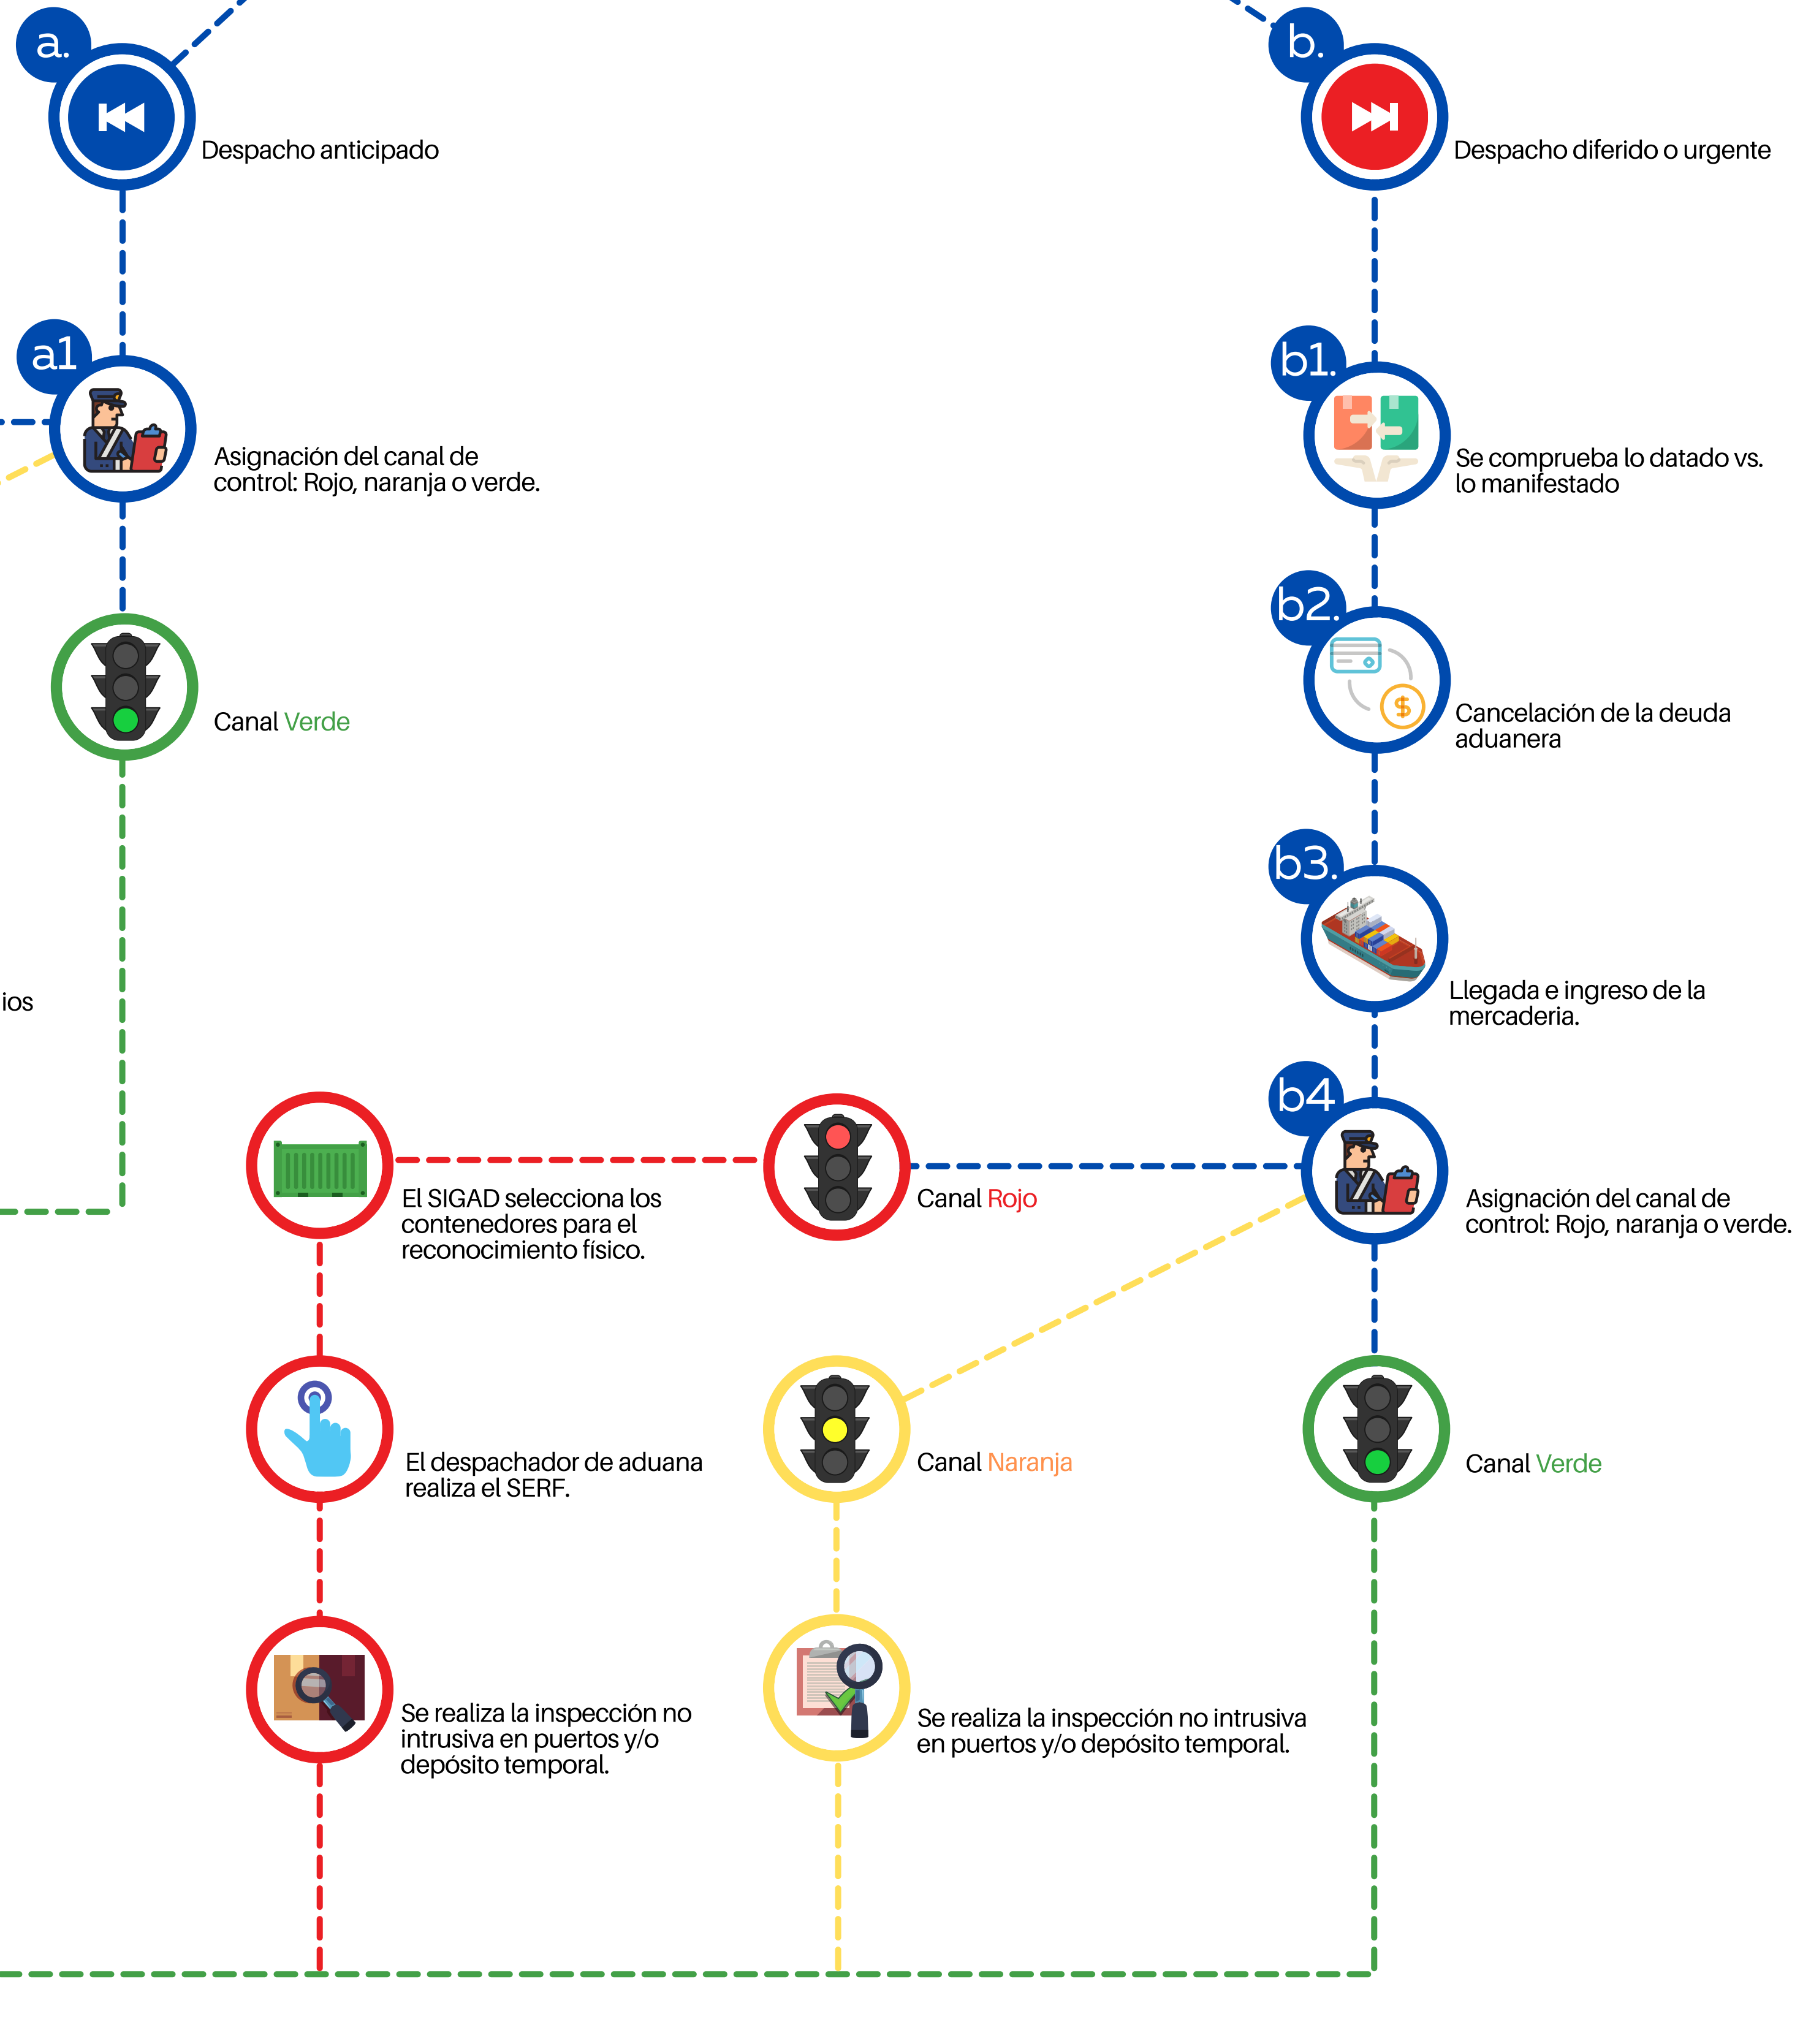 a.
Despacho anticipado
b.
Despacho diferido o urgente
a1
Asignación del canal de
control: Rojo, naranja o verde.
b1.
Se comprueba lo datado vs.
lo manifestado
b2.
Cancelación de la deuda
aduanera
Canal Verde
b3.
Llegada e ingreso de la
mercaderia.
ios
b4
Asignación del canal de
control: Rojo, naranja o verde.
Canal Rojo
El SIGAD selecciona los
contenedores para el
reconocimiento físico.
El despachador de aduana
realiza el SERF.
Canal Naranja
Canal Verde
Se realiza la inspección no
intrusiva en puertos y/o
depósito temporal.
Se realiza la inspección no intrusiva
en puertos y/o depósito temporal.